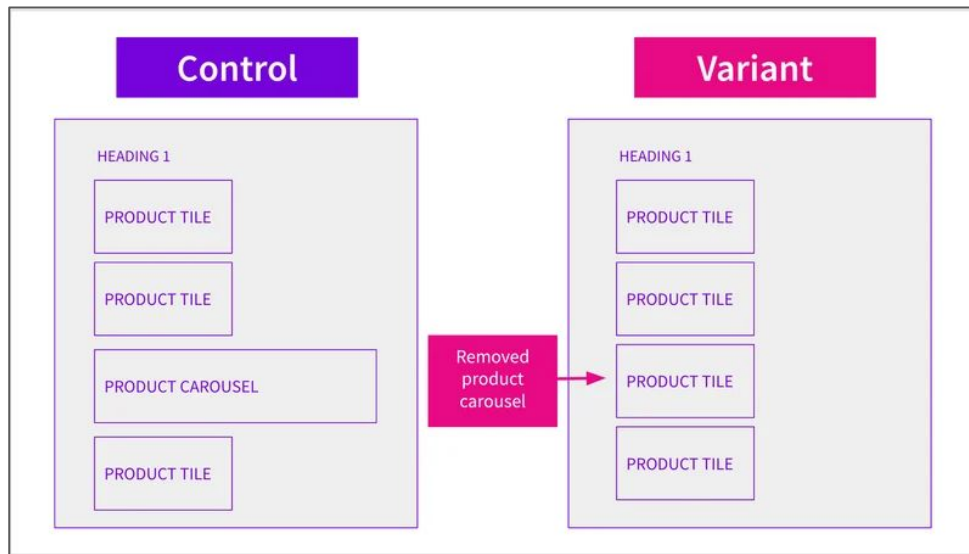 Control
HEADING 1
PRODUCT TILE
PRODUCT TILE
PRODUCT CAROUSEL
PRODUCT TILE
Removed
product
carousel
Variant
HEADING 1
PRODUCT TILE
PRODUCT TILE
PRODUCT TILE
PRODUCT TILE